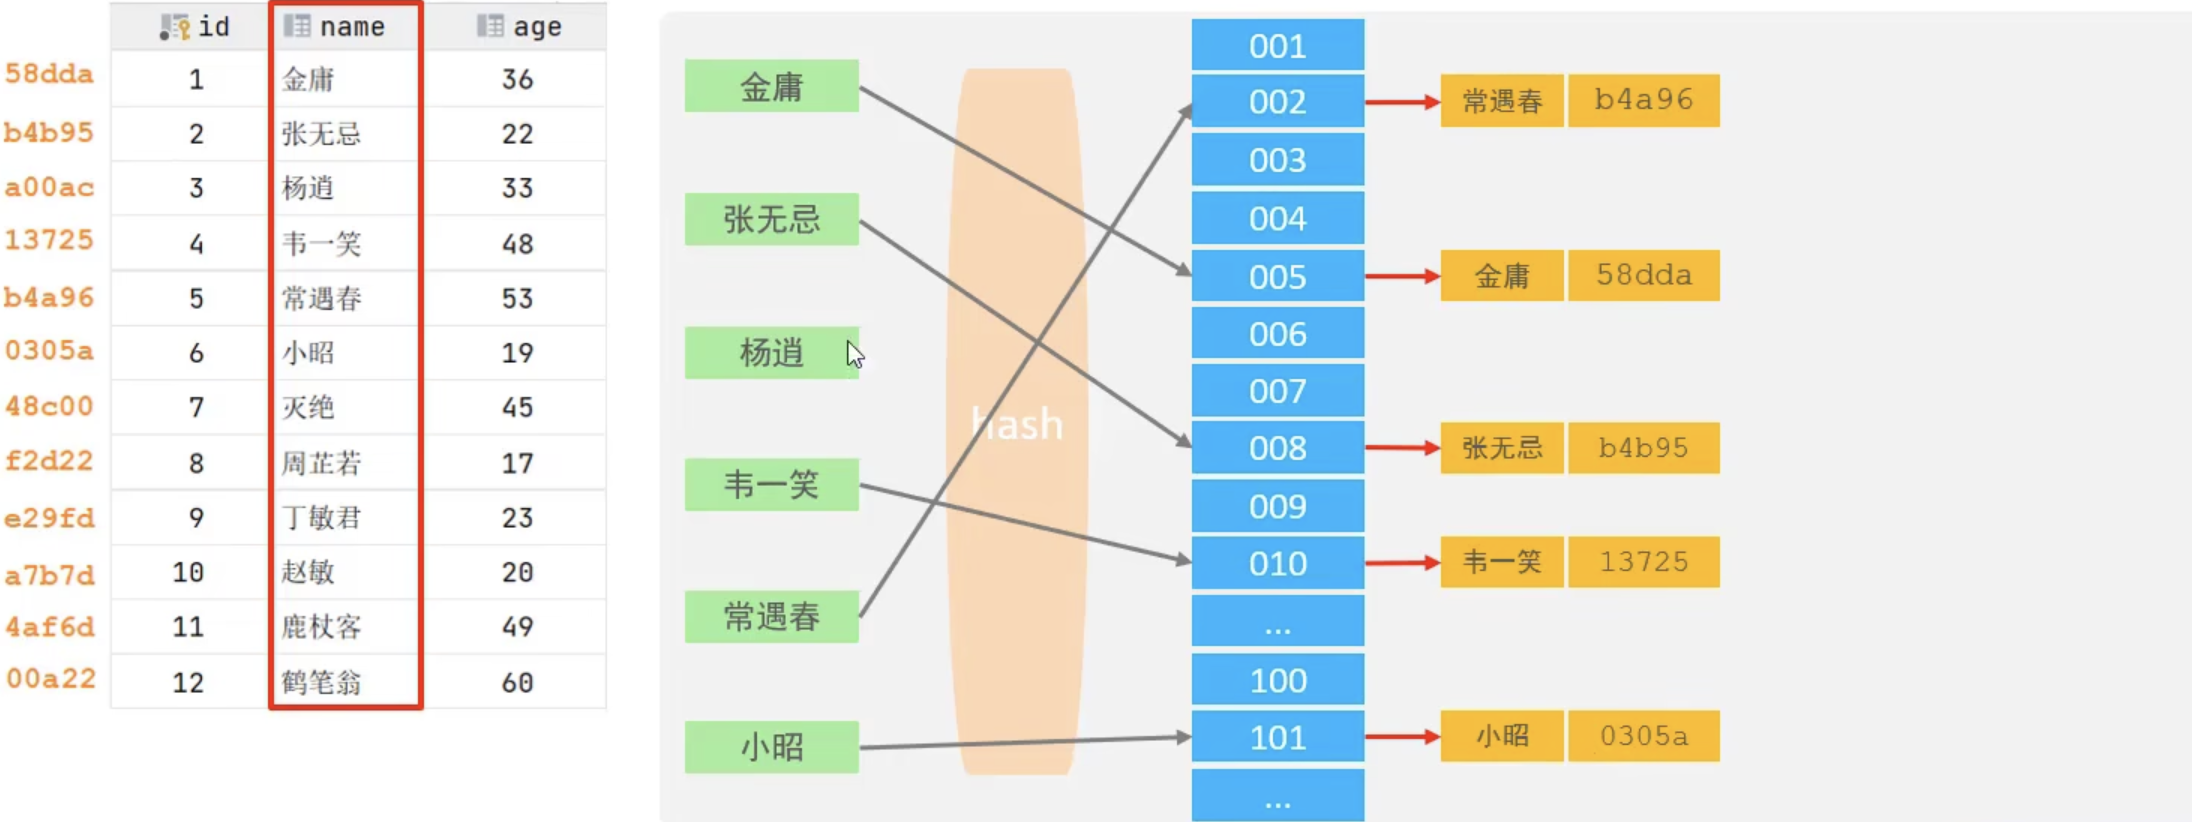 id name age
58dda 1 金庸 36
b4b95 2 张无忌 22
a00ac 3 杨逍 33
13725 4 韦一笑 48
b4a96 5 常遇春 53
0305a 6 小昭 19
48c00 7 灭绝 45
f2d22 8 周芷若 17
e29fd 9 丁敏君 23
a7b7d 10 赵敏 20
4af6d 11 鹿杖客 49
00a22 12 鹤笔翁 60
金庸
张无忌
杨逍
韦一笑
常遇春
小昭
hash
001
002
003
004
005
006
007
008
009
010
...
100
101
...
常遇春 b4a96
金庸 58dda
张无忌 b4b95
韦一笑 13725
小昭 0305a